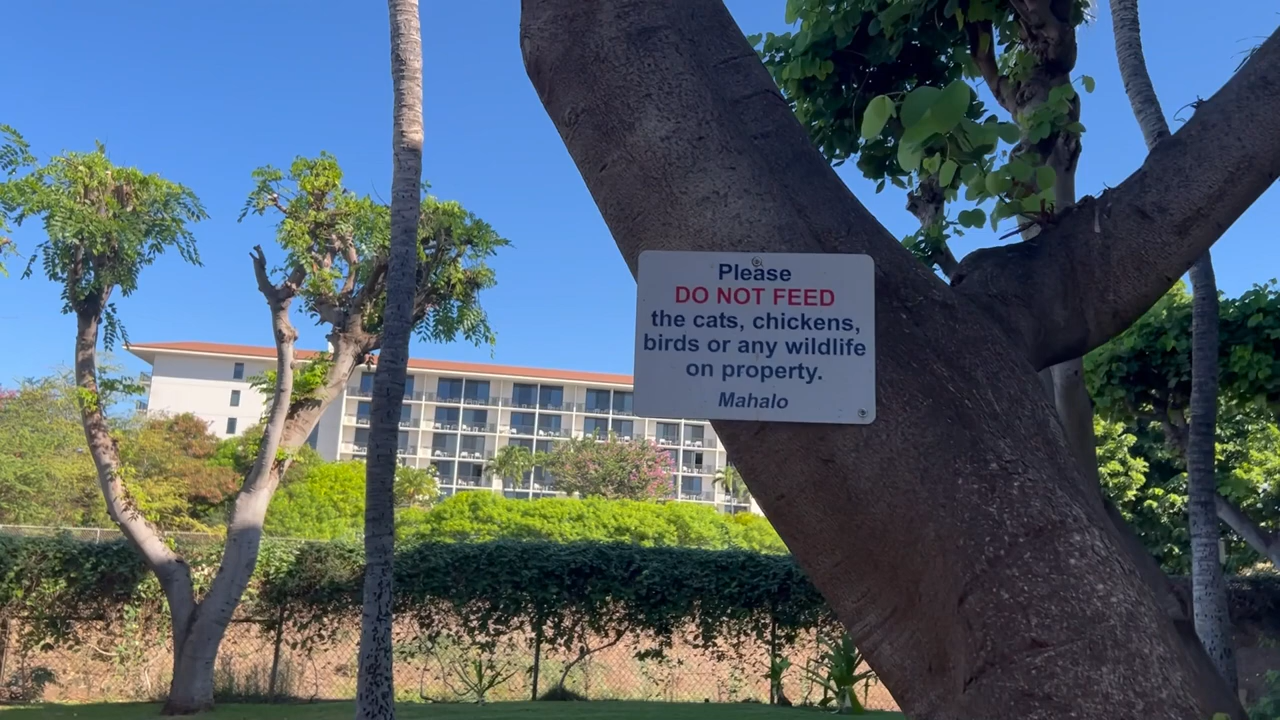 Please
DO NOT FEED
the cats, chickens,
birds or any wildlife
on property.
Mahalo